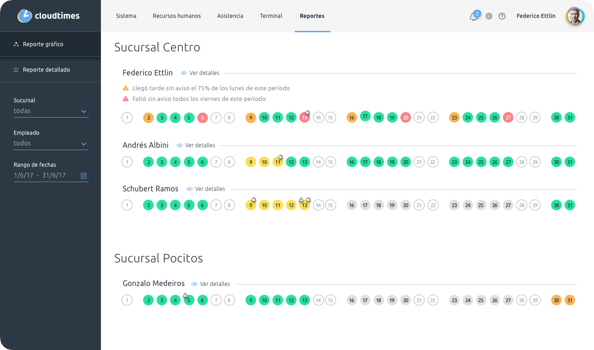 cloudtimes
Sistema Recursos humanos Asistencia Terminal Reportes Federico Ettlin
Reporte gráfico
Reporte detallado
Sucursal
todas
Empleado
todos
Rango de fechas
1/6/17 - 31/6/17
Sucursal Centro
Federico Ettlin Ver detalles
Llegó tarde sin aviso el 75% de los lunes de este periodo
Faltó sin aviso todos los viernes de este periodo
1 2 3 4 5 6 7 8 9 10 11 12 13 14 15 16 17 18 19 20 21 22 23 24 25 26 27 28 29 30 31
Andrés Albini Ver detalles
1 2 3 4 5 6 7 8 9 10 11 12 13 14 15 16 17 18 19 20 21 22 23 24 25 26 27 28 29 30 31
Schubert Ramos Ver detalles
1 2 3 4 5 6 7 8 9 10 11 12 13 14 15 16 17 18 19 20 21 22 23 24 25 26 27 28 29 30 31
Sucursal Pocitos
Gonzalo Medeiros Ver detalles
1 2 3 4 5 6 7 8 9 10 11 12 13 14 15 16 17 18 19 20 21 22 23 24 25 26 27 28 29 30 31